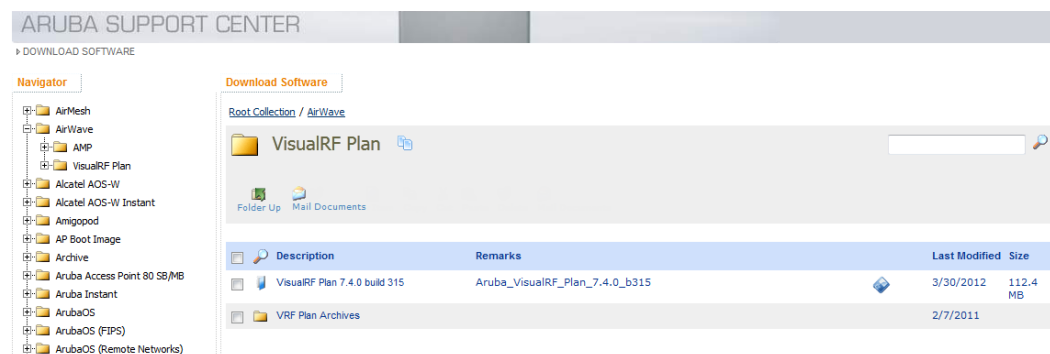 ARUBA SUPPORT CENTER
DOWNLOAD SOFTWARE
Navigator
AirMesh
AirWave
AMP
VisualRF Plan
Alcatel AOS-W
Alcatel AOS-W Instant
Amigopod
AP Boot Image
Archive
Aruba Access Point 80 SB/MB
Aruba Instant
ArubaOS
ArubaOS (FIPS)
ArubaOS (Remote Networks)
Download Software
Root Collection / AirWave
VisualRF Plan
Folder Up Mail Documents
Description Remarks Last Modified Size
VisualRF Plan 7.4.0 build 315 Aruba_VisualRF_Plan_7.4.0_b315 3/30/2012 112.4
MB
VRF Plan Archives 2/7/2011